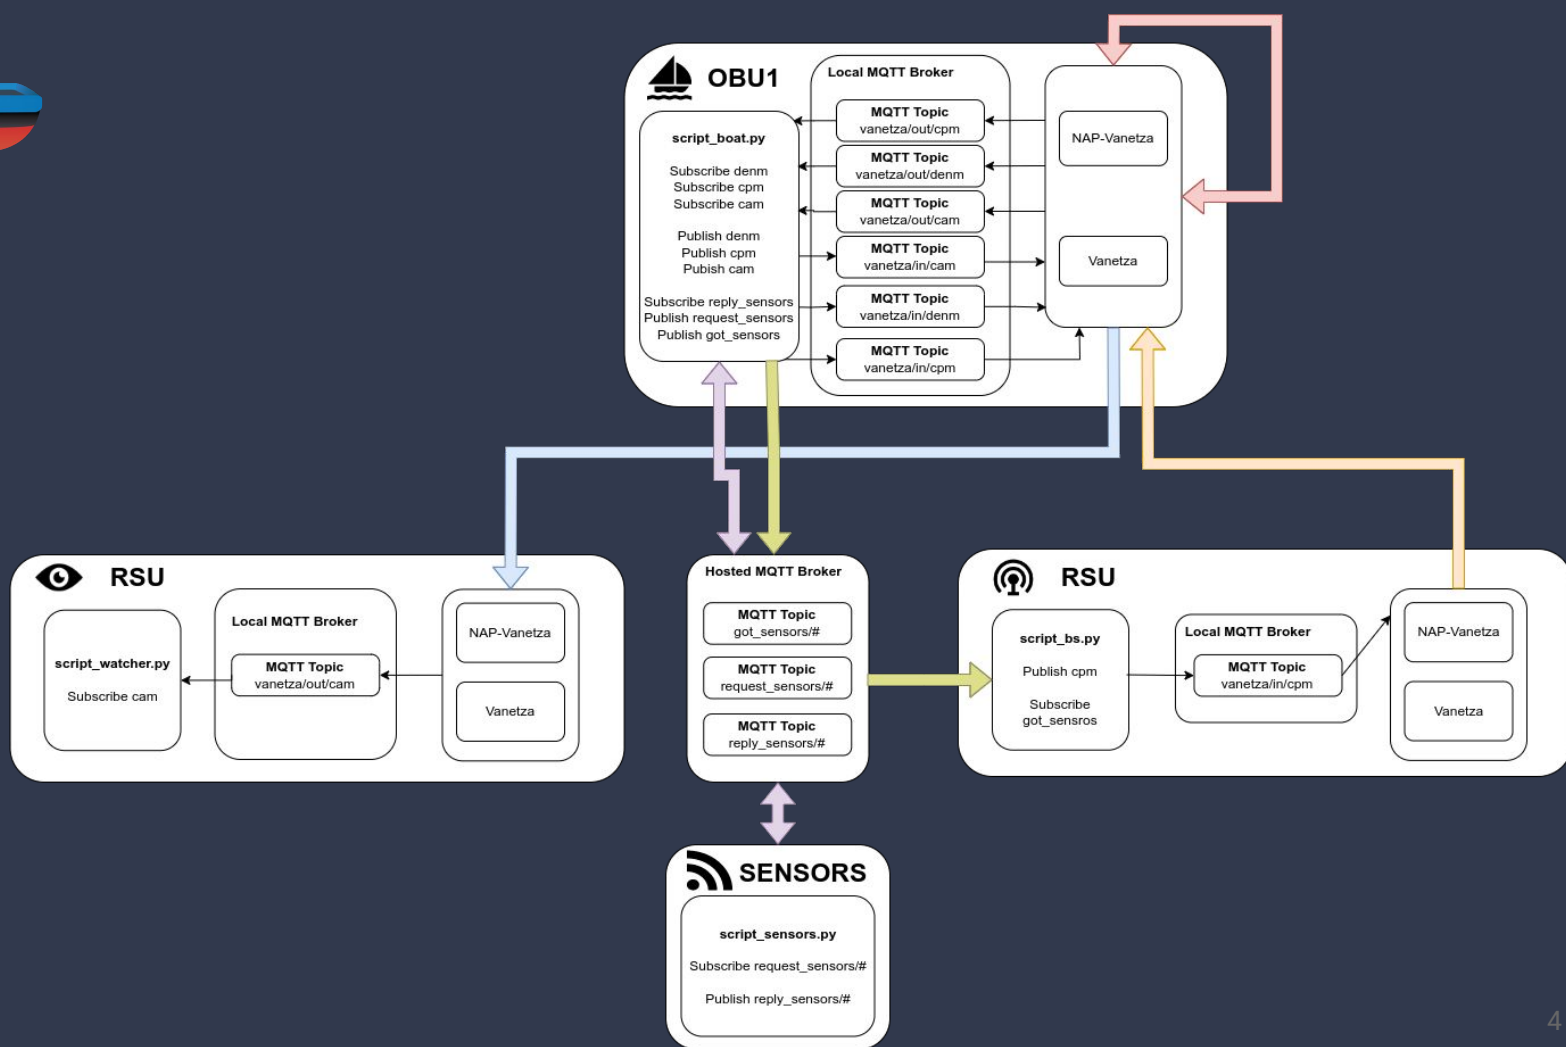 OBU1
Local MQTT Broker
script_boat.py
Subscribe denm
Subscribe cpm
Subscribe cam
Publish denm
Publish cpm
Pubish cam
Subscribe reply_sensors
Publish request_sensors
Publish got_sensors
MQTT Topic
vanetza/out/cpm
MQTT Topic
vanetza/out/denm
MQTT Topic
vanetza/out/cam
MQTT Topic
vanetza/in/cam
MQTT Topic
vanetza/in/denm
MQTT Topic
vanetza/in/cpm
NAP-Vanetza
Vanetza
RSU
script_watcher.py
Subscribe cam
Local MQTT Broker
MQTT Topic
vanetza/out/cam
NAP-Vanetza
Vanetza
Hosted MQTT Broker
MQTT Topic
got_sensors/#
MQTT Topic
request_sensors/#
MQTT Topic
reply_sensors/#
RSU
script_bs.py
Publish cpm
Subscribe
got_sensros
Local MQTT Broker
MQTT Topic
vanetza/in/cpm
NAP-Vanetza
Vanetza
SENSORS
script_sensors.py
Subscribe request_sensors/#
Publish reply_sensors/#
4